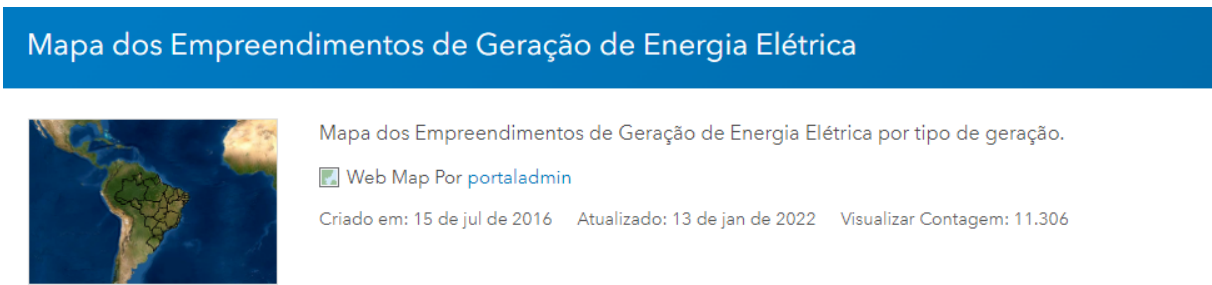 Mapa dos Empreendimentos de Geração de Energia Elétrica
Mapa dos Empreendimentos de Geração de Energia Elétrica por tipo de geração.
Web Map Por portaladmin
Criado em: 15 de jul de 2016 Atualizado: 13 de jan de 2022 Visualizar Contagem: 11.306